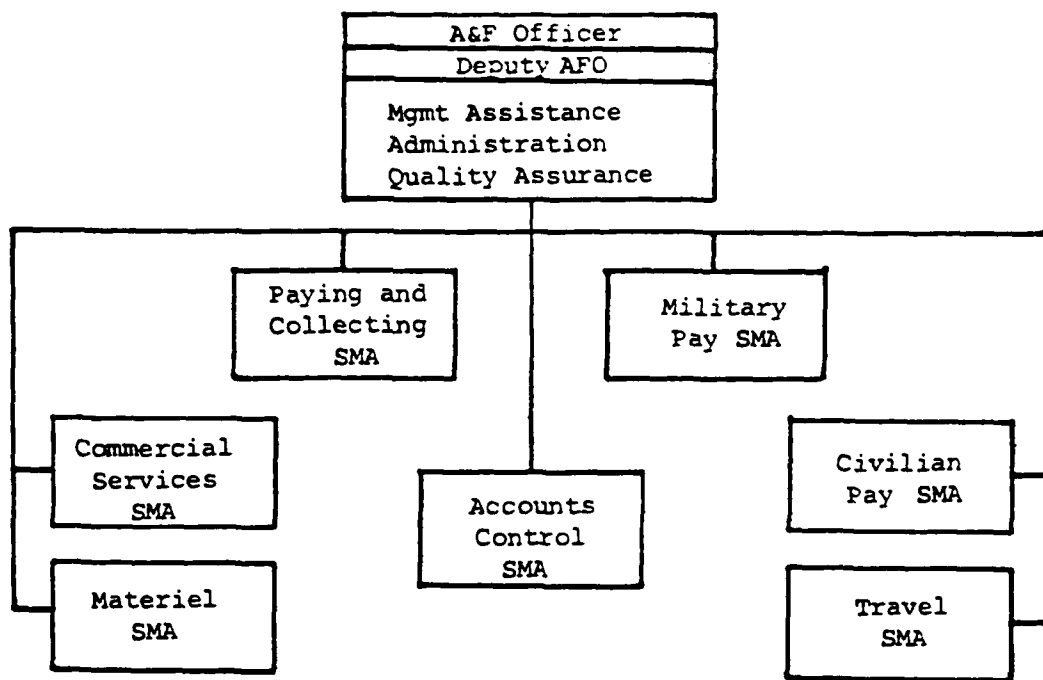 A&F Officer
Deputy AFO
Mgmt Assistance
Administration
Quality Assurance
Paying and
Collecting
SMA
Military
Pay SMA
Commercial
Services
SMA
Accounts
Control
SMA
Civilian
Pay SMA
Materiel
SMA
Travel
SMA